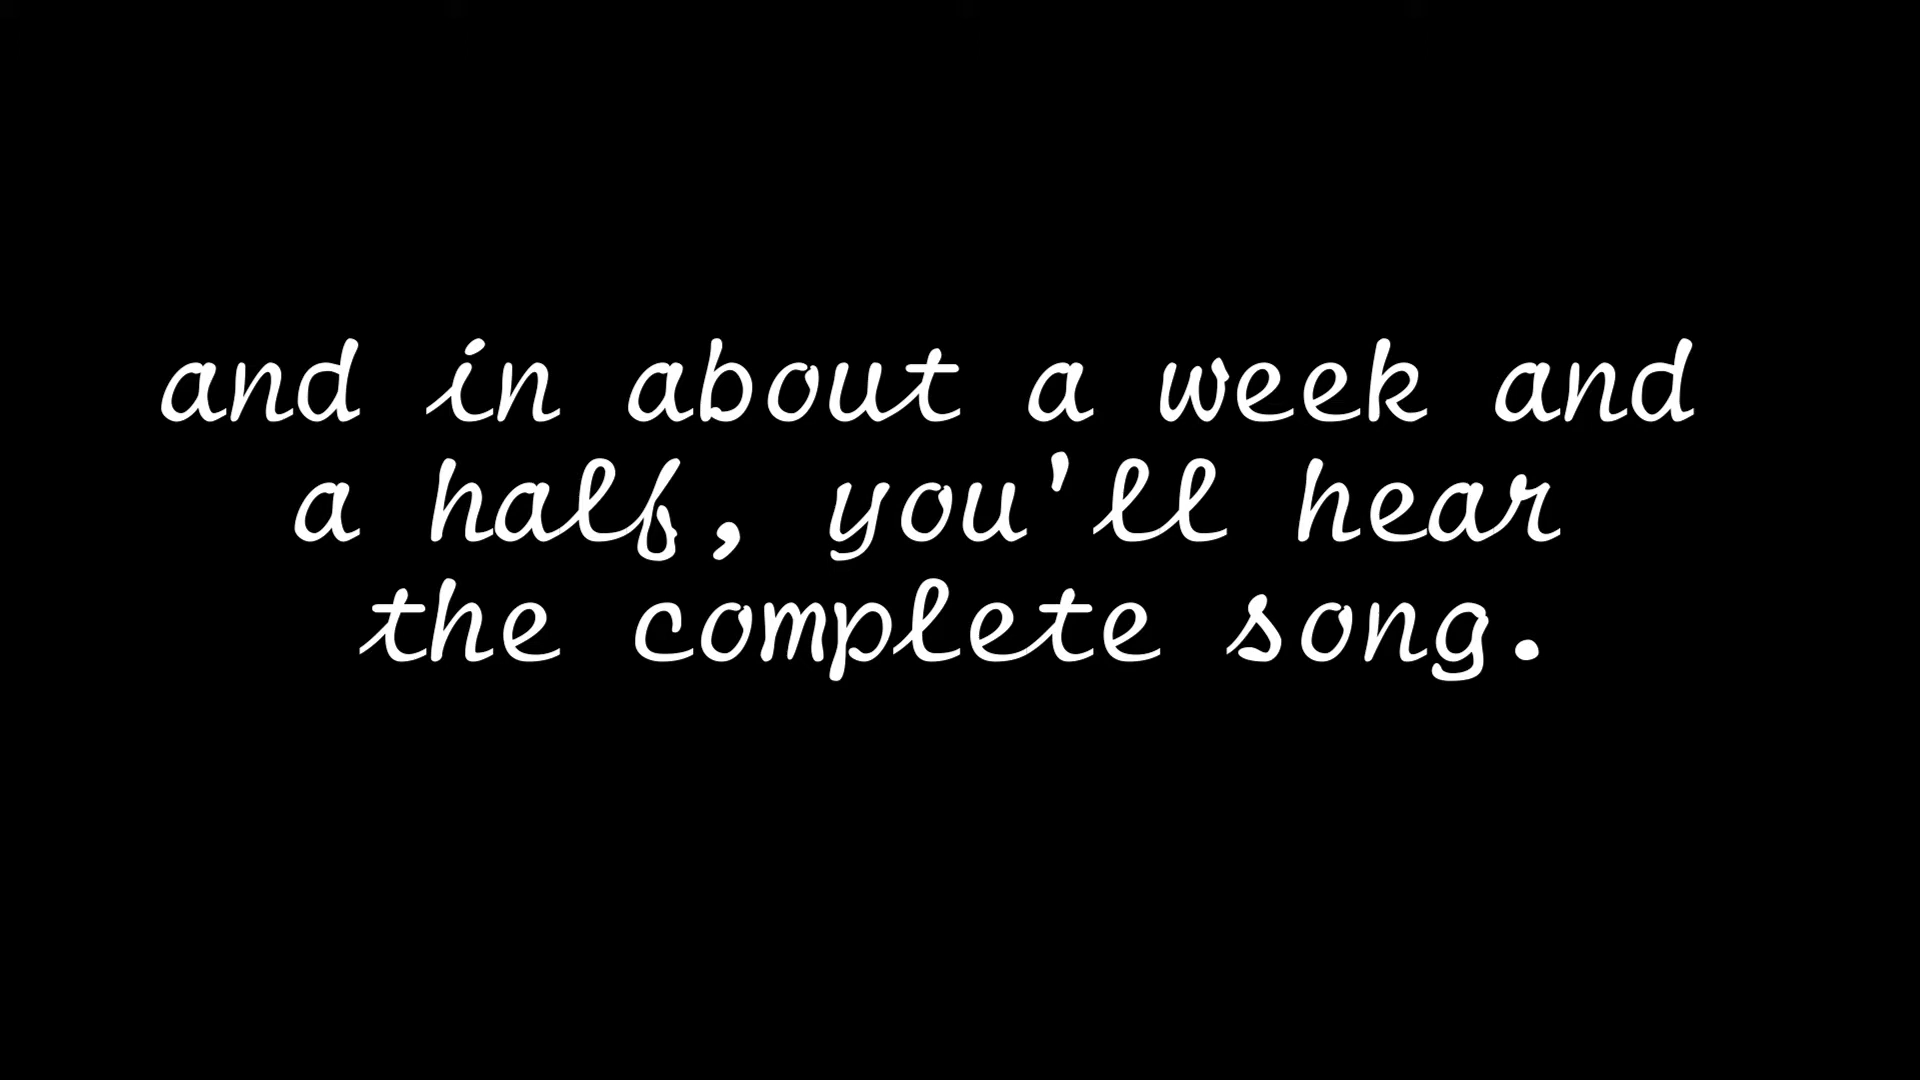 and in about a week and
a half, you'll hear
the complete song.